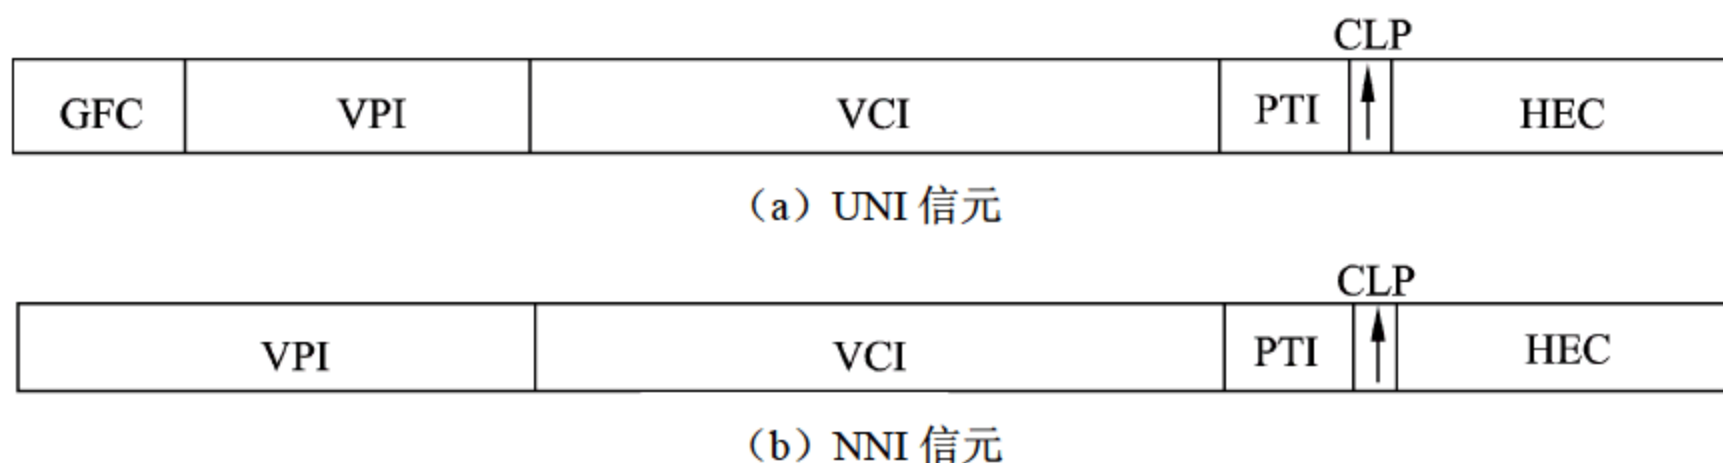 CLP
GFC VPI VCI PTI HEC
（a）UNI 信元
CLP
VPI VCI PTI HEC
（b）NNI 信元